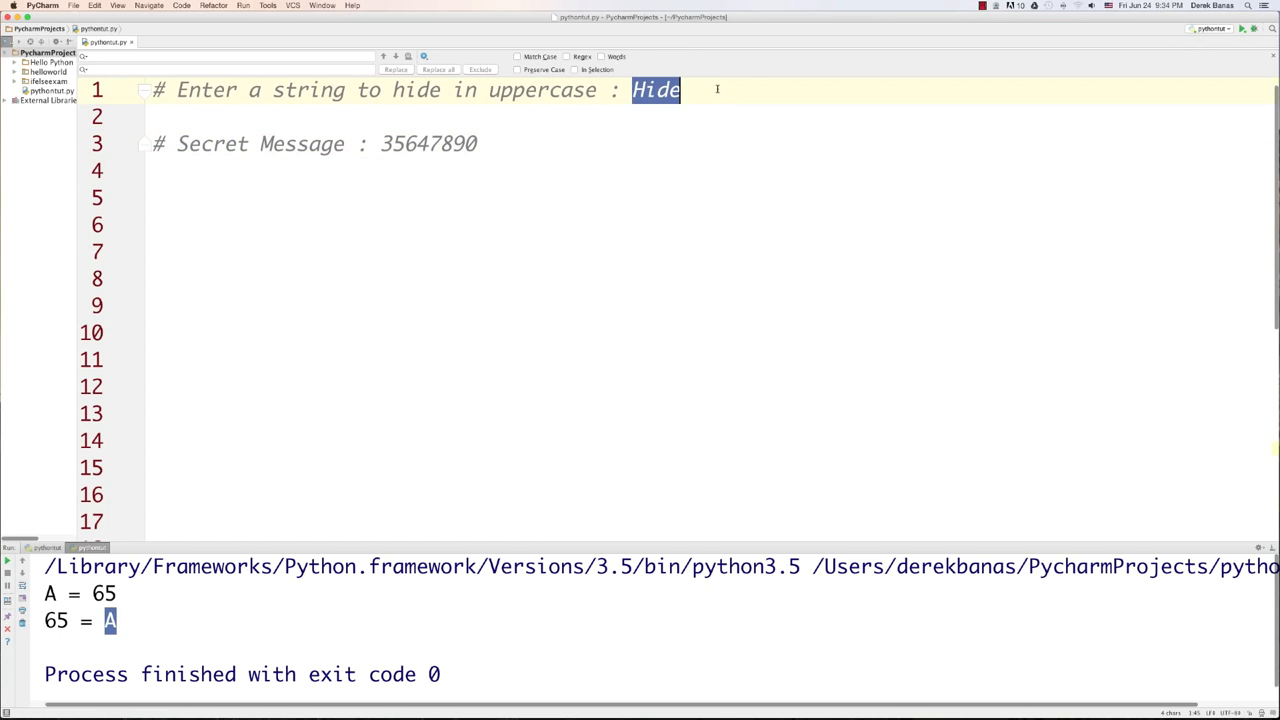 PyCharm File Edit View Navigate Code Refactor Run Tools VCS Window Help Fri Jun 24 9:34 PM Derek Banas
pythontut.py - PycharmProjects - [~/PycharmProjects]
PycharmProjects pythontut.py pythontut
pythontut.py
PycharmProject
Hello Python
helloworld
ifelseexam
pythontut.py
External Librarie
Match Case Regex Words
Replace Replace all Exclude Preserve Case In Selection
1 # Enter a string to hide in uppercase : Hide
2
3 # Secret Message : 35647890
4
5
6
7
8
9
10
11
12
13
14
15
16
17
Run: pythontut pythontut
/Library/Frameworks/Python.framework/Versions/3.5/bin/python3.5 /Users/derekbanas/PycharmProjects/pytho
A = 65
65 = A
Process finished with exit code 0
4 chars 1:45 LF UTF-8